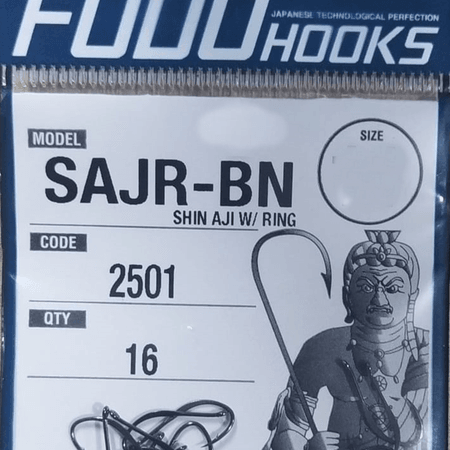 FUDO HOOKS
JAPANESE TECHNOLOGICAL PERFECTION
MODEL
SIZE
SAJR-BN
SHIN AJI W/ RING
CODE
2501
QTY
16